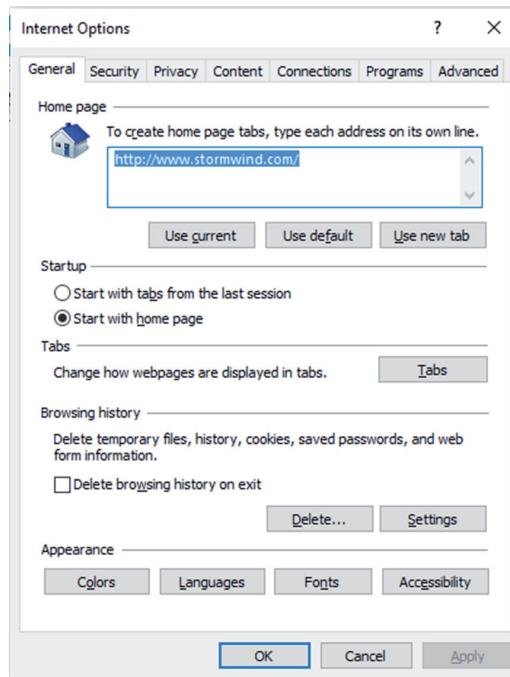 Internet Options ? ×
General Security Privacy Content Connections Programs Advanced
Home page
To create home page tabs, type each address on its own line.
http://www.stormwind.com/
Use current Use default Use new tab
Startup
Start with tabs from the last session
Start with home page
Tabs
Change how webpages are displayed in tabs. Tabs
Browsing history
Delete temporary files, history, cookies, saved passwords, and web
form information.
Delete browsing history on exit
Delete... Settings
Appearance
Colors Languages Fonts Accessibility
OK Cancel Apply